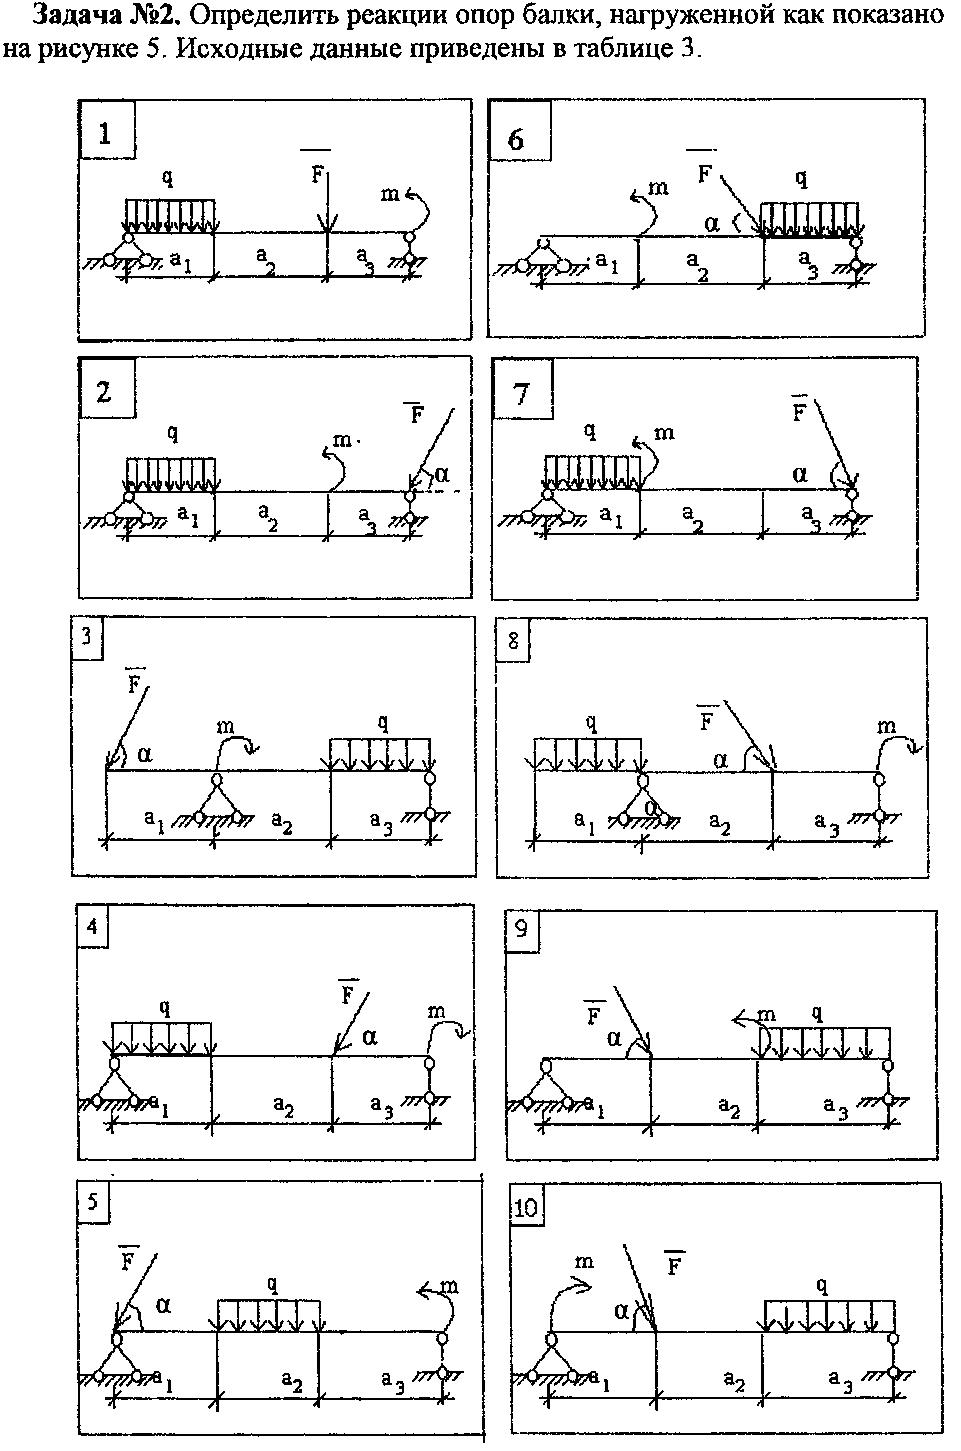 Задача №2. Определить реакции опор балки, нагруженной как показано
на рисунке 5. Исходные данные приведены в таблице 3.
1
q
F
m
a1
a2
a3
6
m
F
α
q
a1
a2
a3
2
q
m
F
α
a1
a2
a3
7
q
m
F
α
a1
a2
a3
3
F
α
m
q
a1
a2
a3
8
q
F
α
m
α
a1
a2
a3
4
q
F
α
m
a1
a2
a3
9
F
α
m
q
a1
a2
a3
5
F
α
q
m
a1
a2
a3
10
m
F
α
q
a1
a2
a3